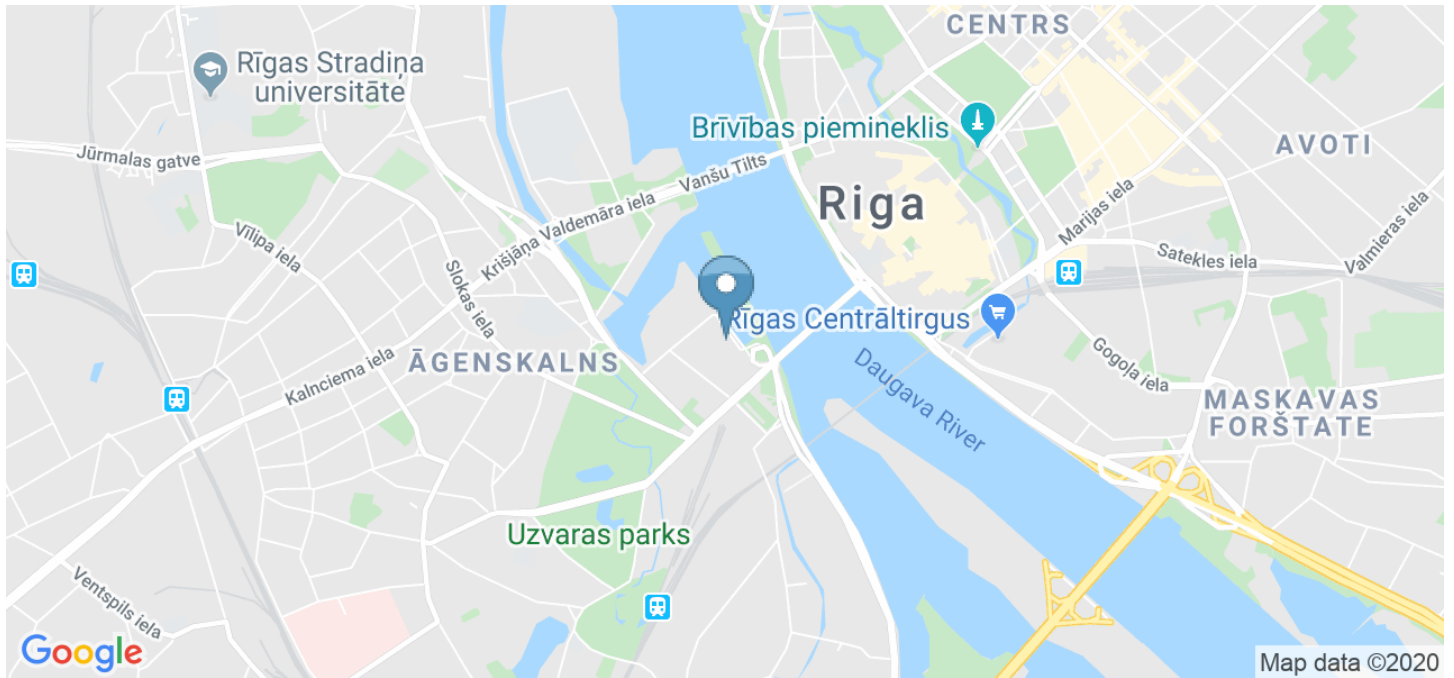 CENTRS
Rīgas Stradiņa
universitāte
Brīvības piemineklis
AVOTI
Jūrmalas gatve
Vanšu Tilts
Riga
Marijas iela
Krišjāņa Valdemāra iela
Vīlipa iela
Satekles iela
Valmieras iela
Slokas iela
Rīgas Centrāltirgus
ĀGENSKALNS
Kalnciema iela
Gogoļa iela
Daugava River
MASKAVAS
FORŠTATE
Uzvaras parks
Ventspils iela
Google
Map data ©2020